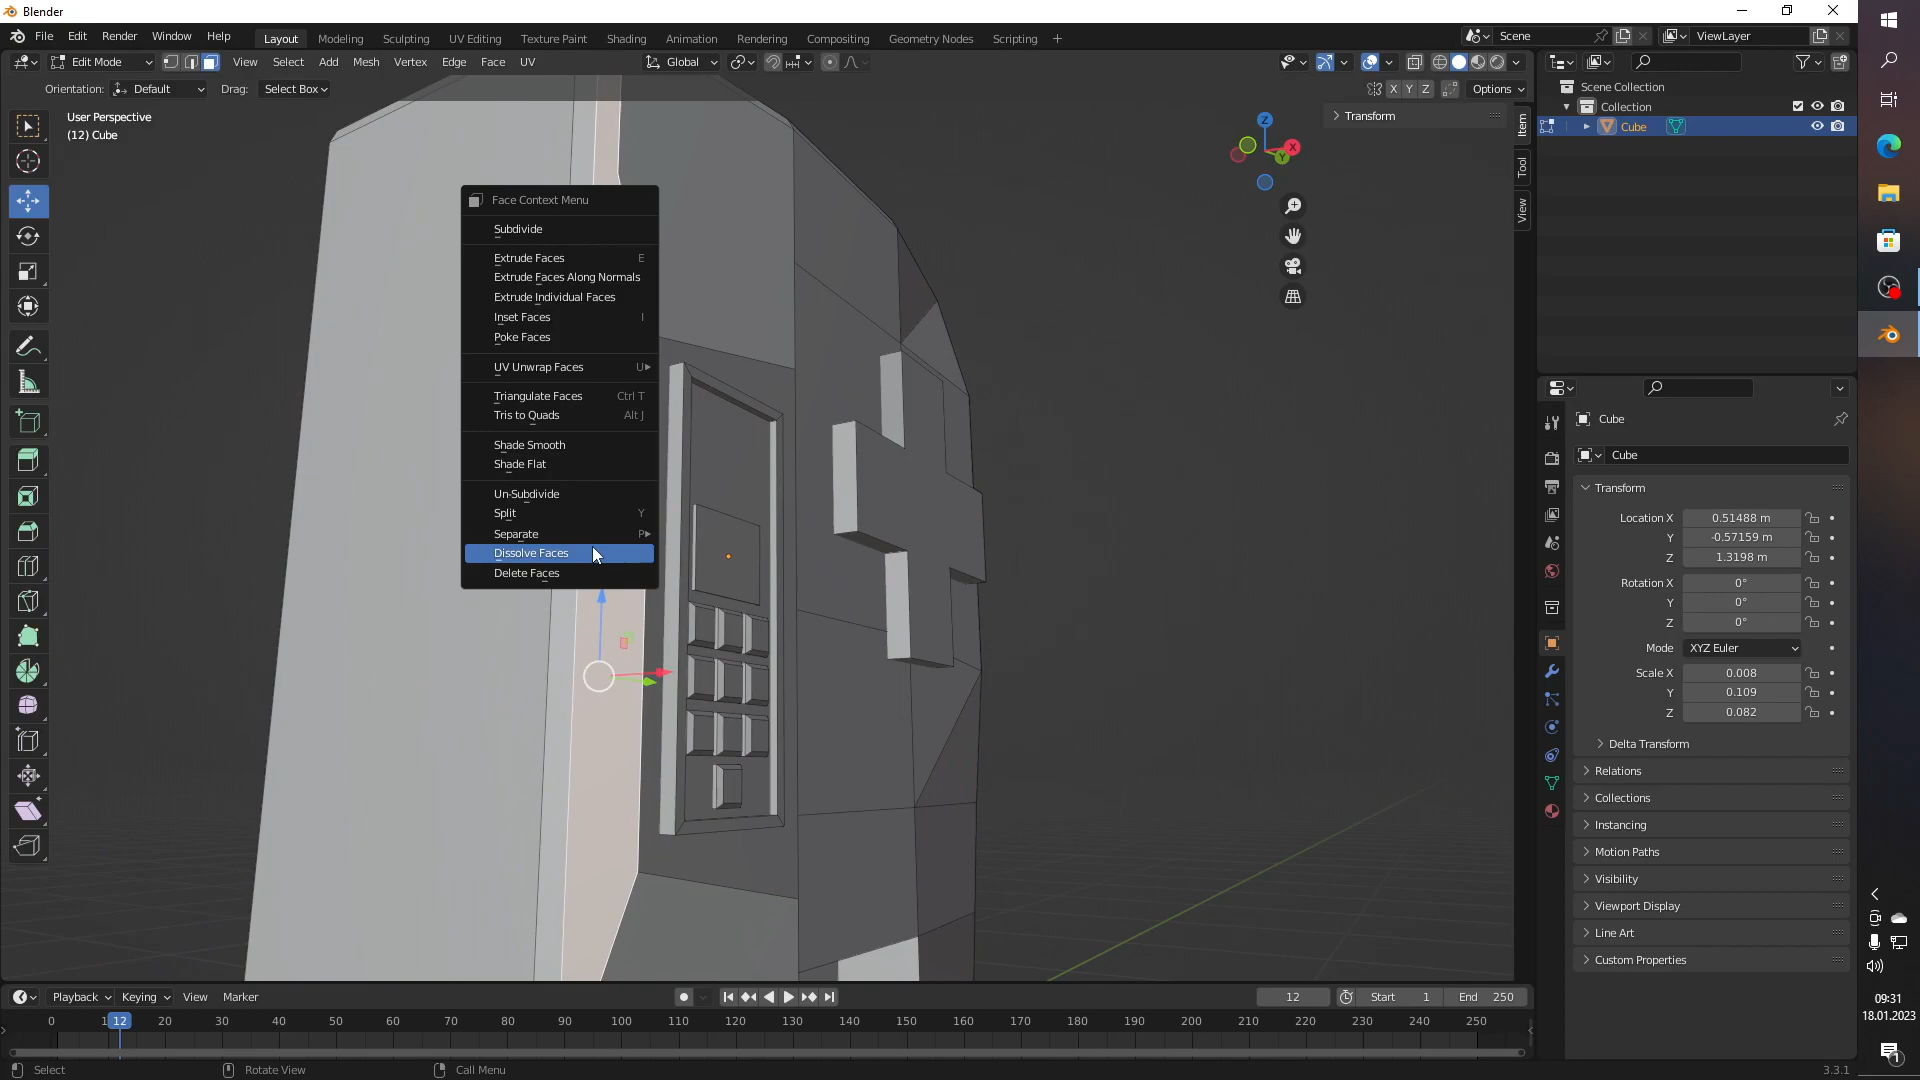 Blender
File Edit Render Window Help Layout Modeling Sculpting UV Editing Texture Paint Shading Animation Rendering Compositing Geometry Nodes Scripting + Scene ViewLayer
Edit Mode View Select Add Mesh Vertex Edge Face UV Global
Orientation: Default Drag: Select Box X Y Z Options
User Perspective
(12) Cube
Z
X
Y
Transform
Item
Tool
View
Scene Collection
Collection
Cube
Face Context Menu
Subdivide
Extrude Faces E
Extrude Faces Along Normals
Extrude Individual Faces
Inset Faces I
Poke Faces
UV Unwrap Faces U
Triangulate Faces Ctrl T
Tris to Quads Alt J
Shade Smooth
Shade Flat
Un-Subdivide
Split Y
Separate P
Dissolve Faces
Delete Faces
Cube
Cube
Transform
Location X 0.51488 m
Y -0.57159 m
Z 1.3198 m
Rotation X 0°
Y 0°
Z 0°
Mode XYZ Euler
Scale X 0.008
Y 0.109
Z 0.082
Delta Transform
Relations
Collections
Instancing
Motion Paths
Visibility
Viewport Display
Line Art
Custom Properties
Playback Keying View Marker 12 Start 1 End 250
0 12 20 30 40 50 60 70 80 90 100 110 120 130 140 150 160 170 180 190 200 210 220 230 240 250
Select Rotate View Call Menu 3.3.1
09:31
18.01.2023
1